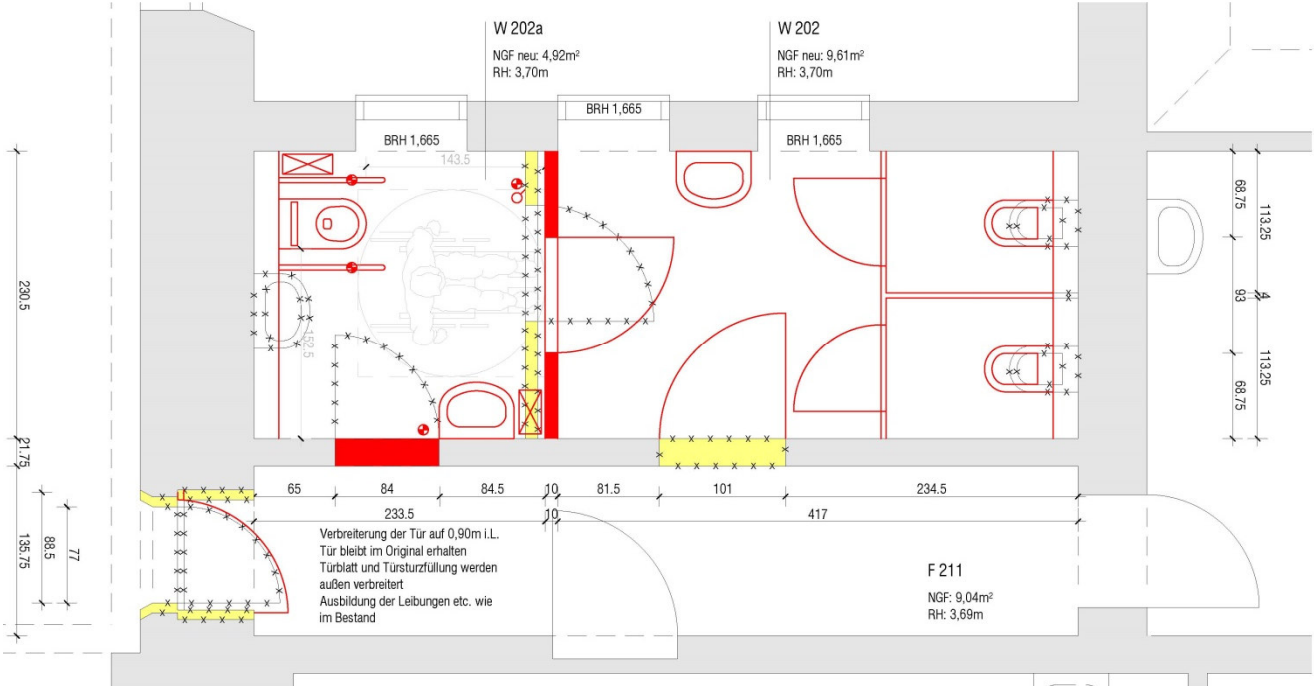 W 202a
NGF neu: 4,92m²
RH: 3,70m
W 202
NGF neu: 9,61m²
RH: 3,70m
BRH 1,665
BRH 1,665
BRH 1,665
143.5
152.5
230.5
21.75
135.75
88.5
77
68.75
93
68.75
113.25
4
113.25
65
84
84.5
10
81.5
101
234.5
233.5
10
417
Verbreiterung der Tür auf 0,90m i.L.
Tür bleibt im Original erhalten
Türblatt und Türsturzfüllung werden
außen verbreitert
Ausbildung der Leibungen etc. wie
im Bestand
F 211
NGF: 9,04m²
RH: 3,69m